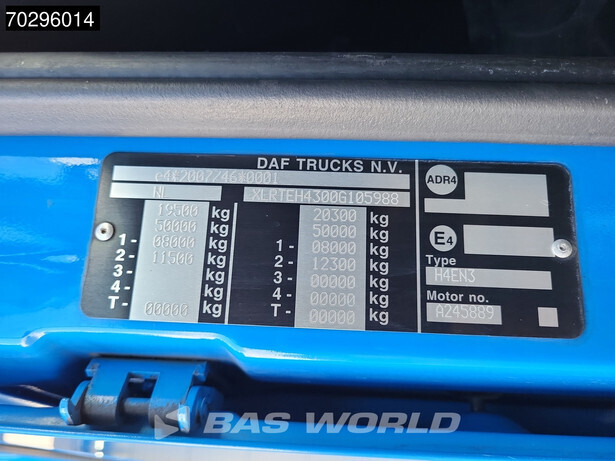 70296014
DAF TRUCKS N.V.
e4*2007/46*0001
NL XLRTEH4300G105988
19500 kg 20300 kg
50000 kg 50000 kg
1- 08000 kg 1- 08000 kg
2- 11500 kg 2- 12300 kg
3- kg 3- 00000 kg
4- kg 4- 00000 kg
T- 00000 kg T- 00000 kg
ADR4
E4
Type
H4EN3
Motor no.
A245889
BAS WORLD